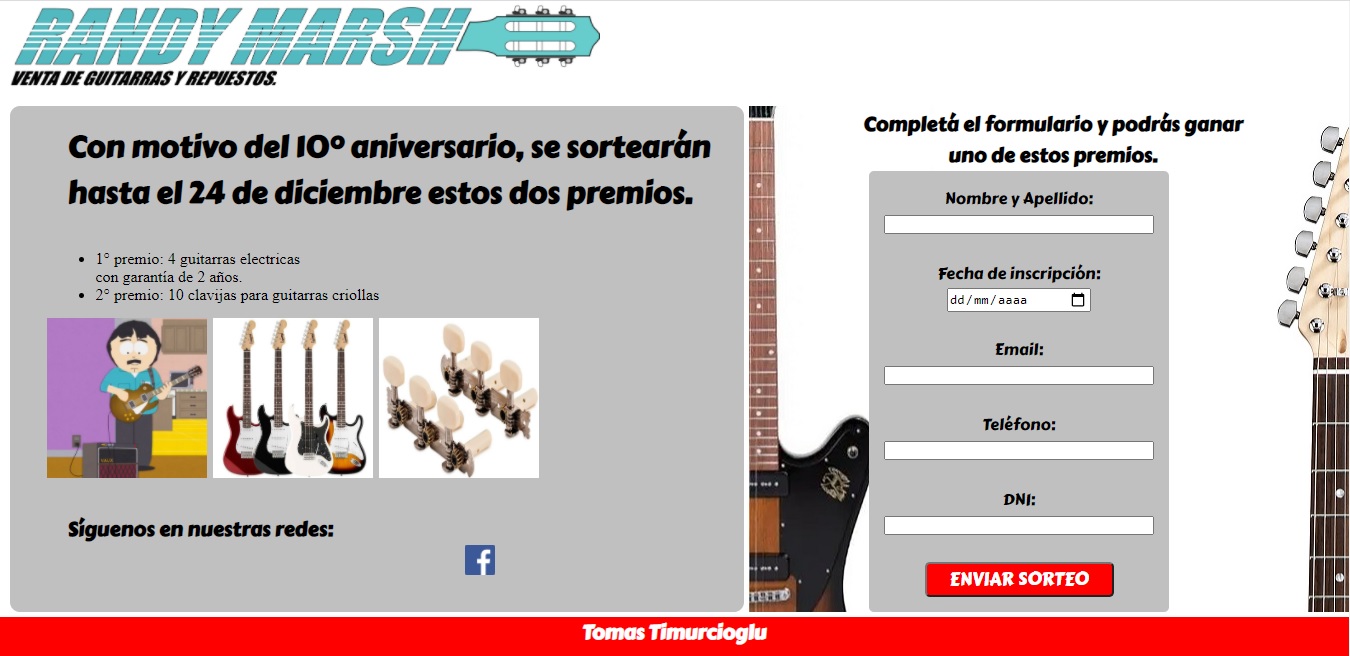 RANDY MARSH
VENTA DE GUITARRAS Y REPUESTOS.
Con motivo del 10º aniversario, se sortearán
hasta el 24 de diciembre estos dos premios.
1° premio: 4 guitarras electricas
con garantía de 2 años.
2° premio: 10 clavijas para guitarras criollas
Síguenos en nuestras redes:
f
Completá el formulario y podrás ganar
uno de estos premios.
Nombre y Apellido:
Fecha de inscripción:
dd/mm/aaaa
Email:
Teléfono:
DNI:
ENVIAR SORTEO
Tomas Timurcioglu